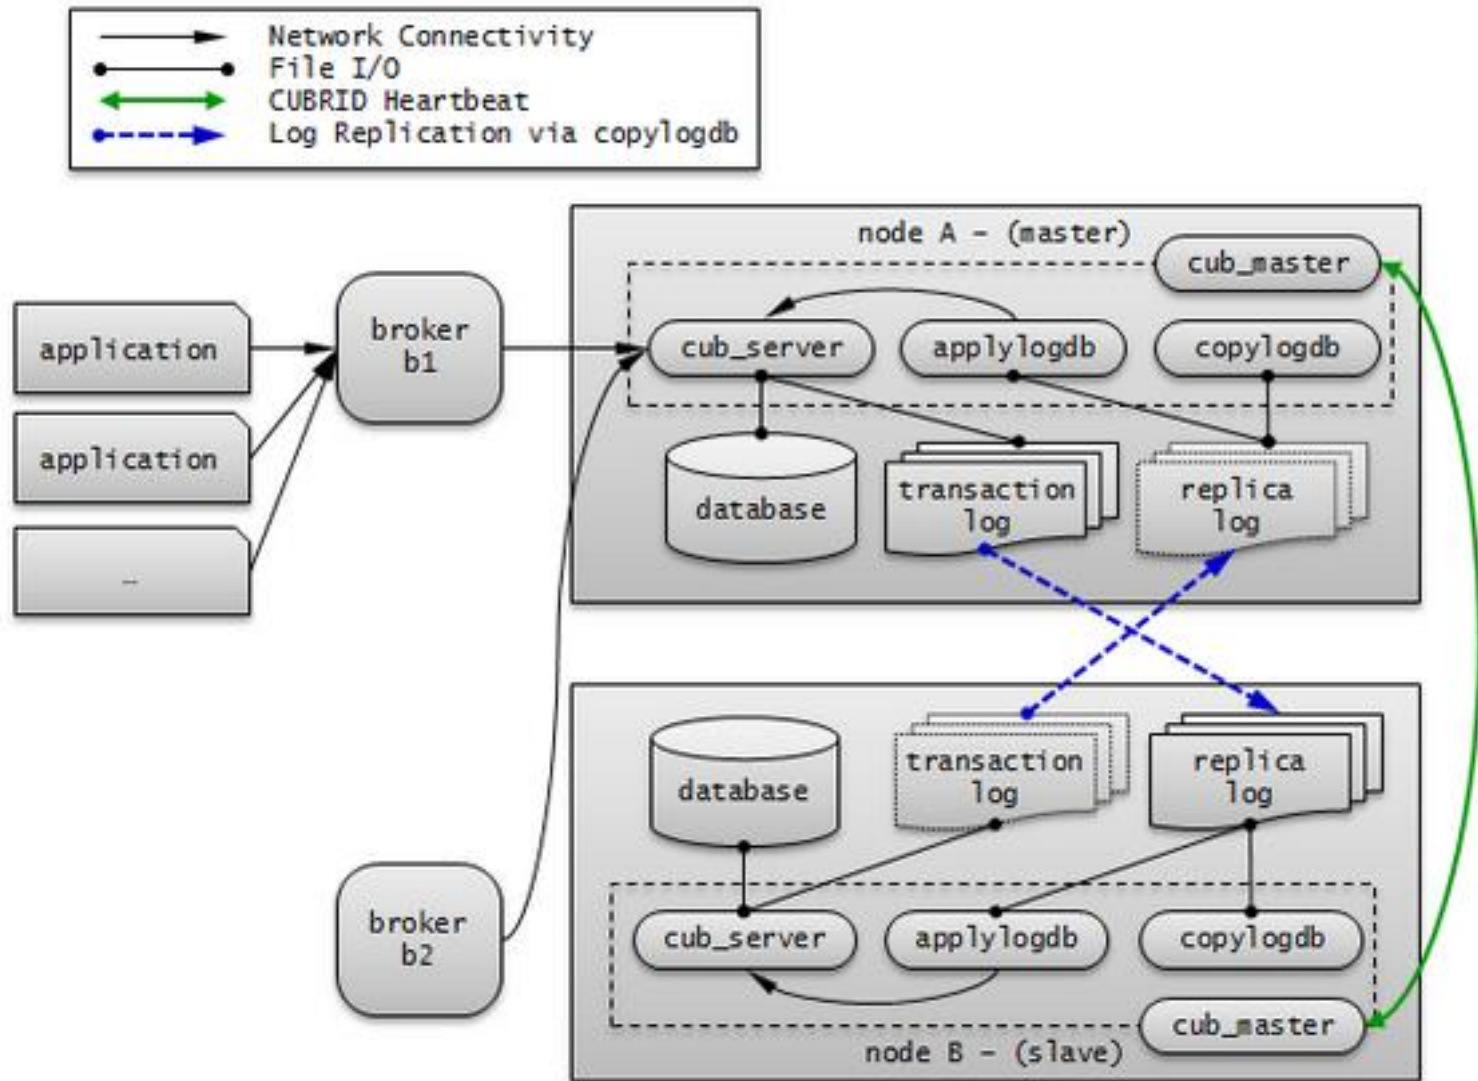 Network Connectivity
File I/O
CUBRID Heartbeat
Log Replication via copylogdb
node A - (master)
cub_master
application
broker
b1
cub_server
applylogdb
copylogdb
application
database
transaction
log
replica
log
…
database
transaction
log
replica
log
broker
b2
cub_server
applylogdb
copylogdb
cub_master
node B - (slave)